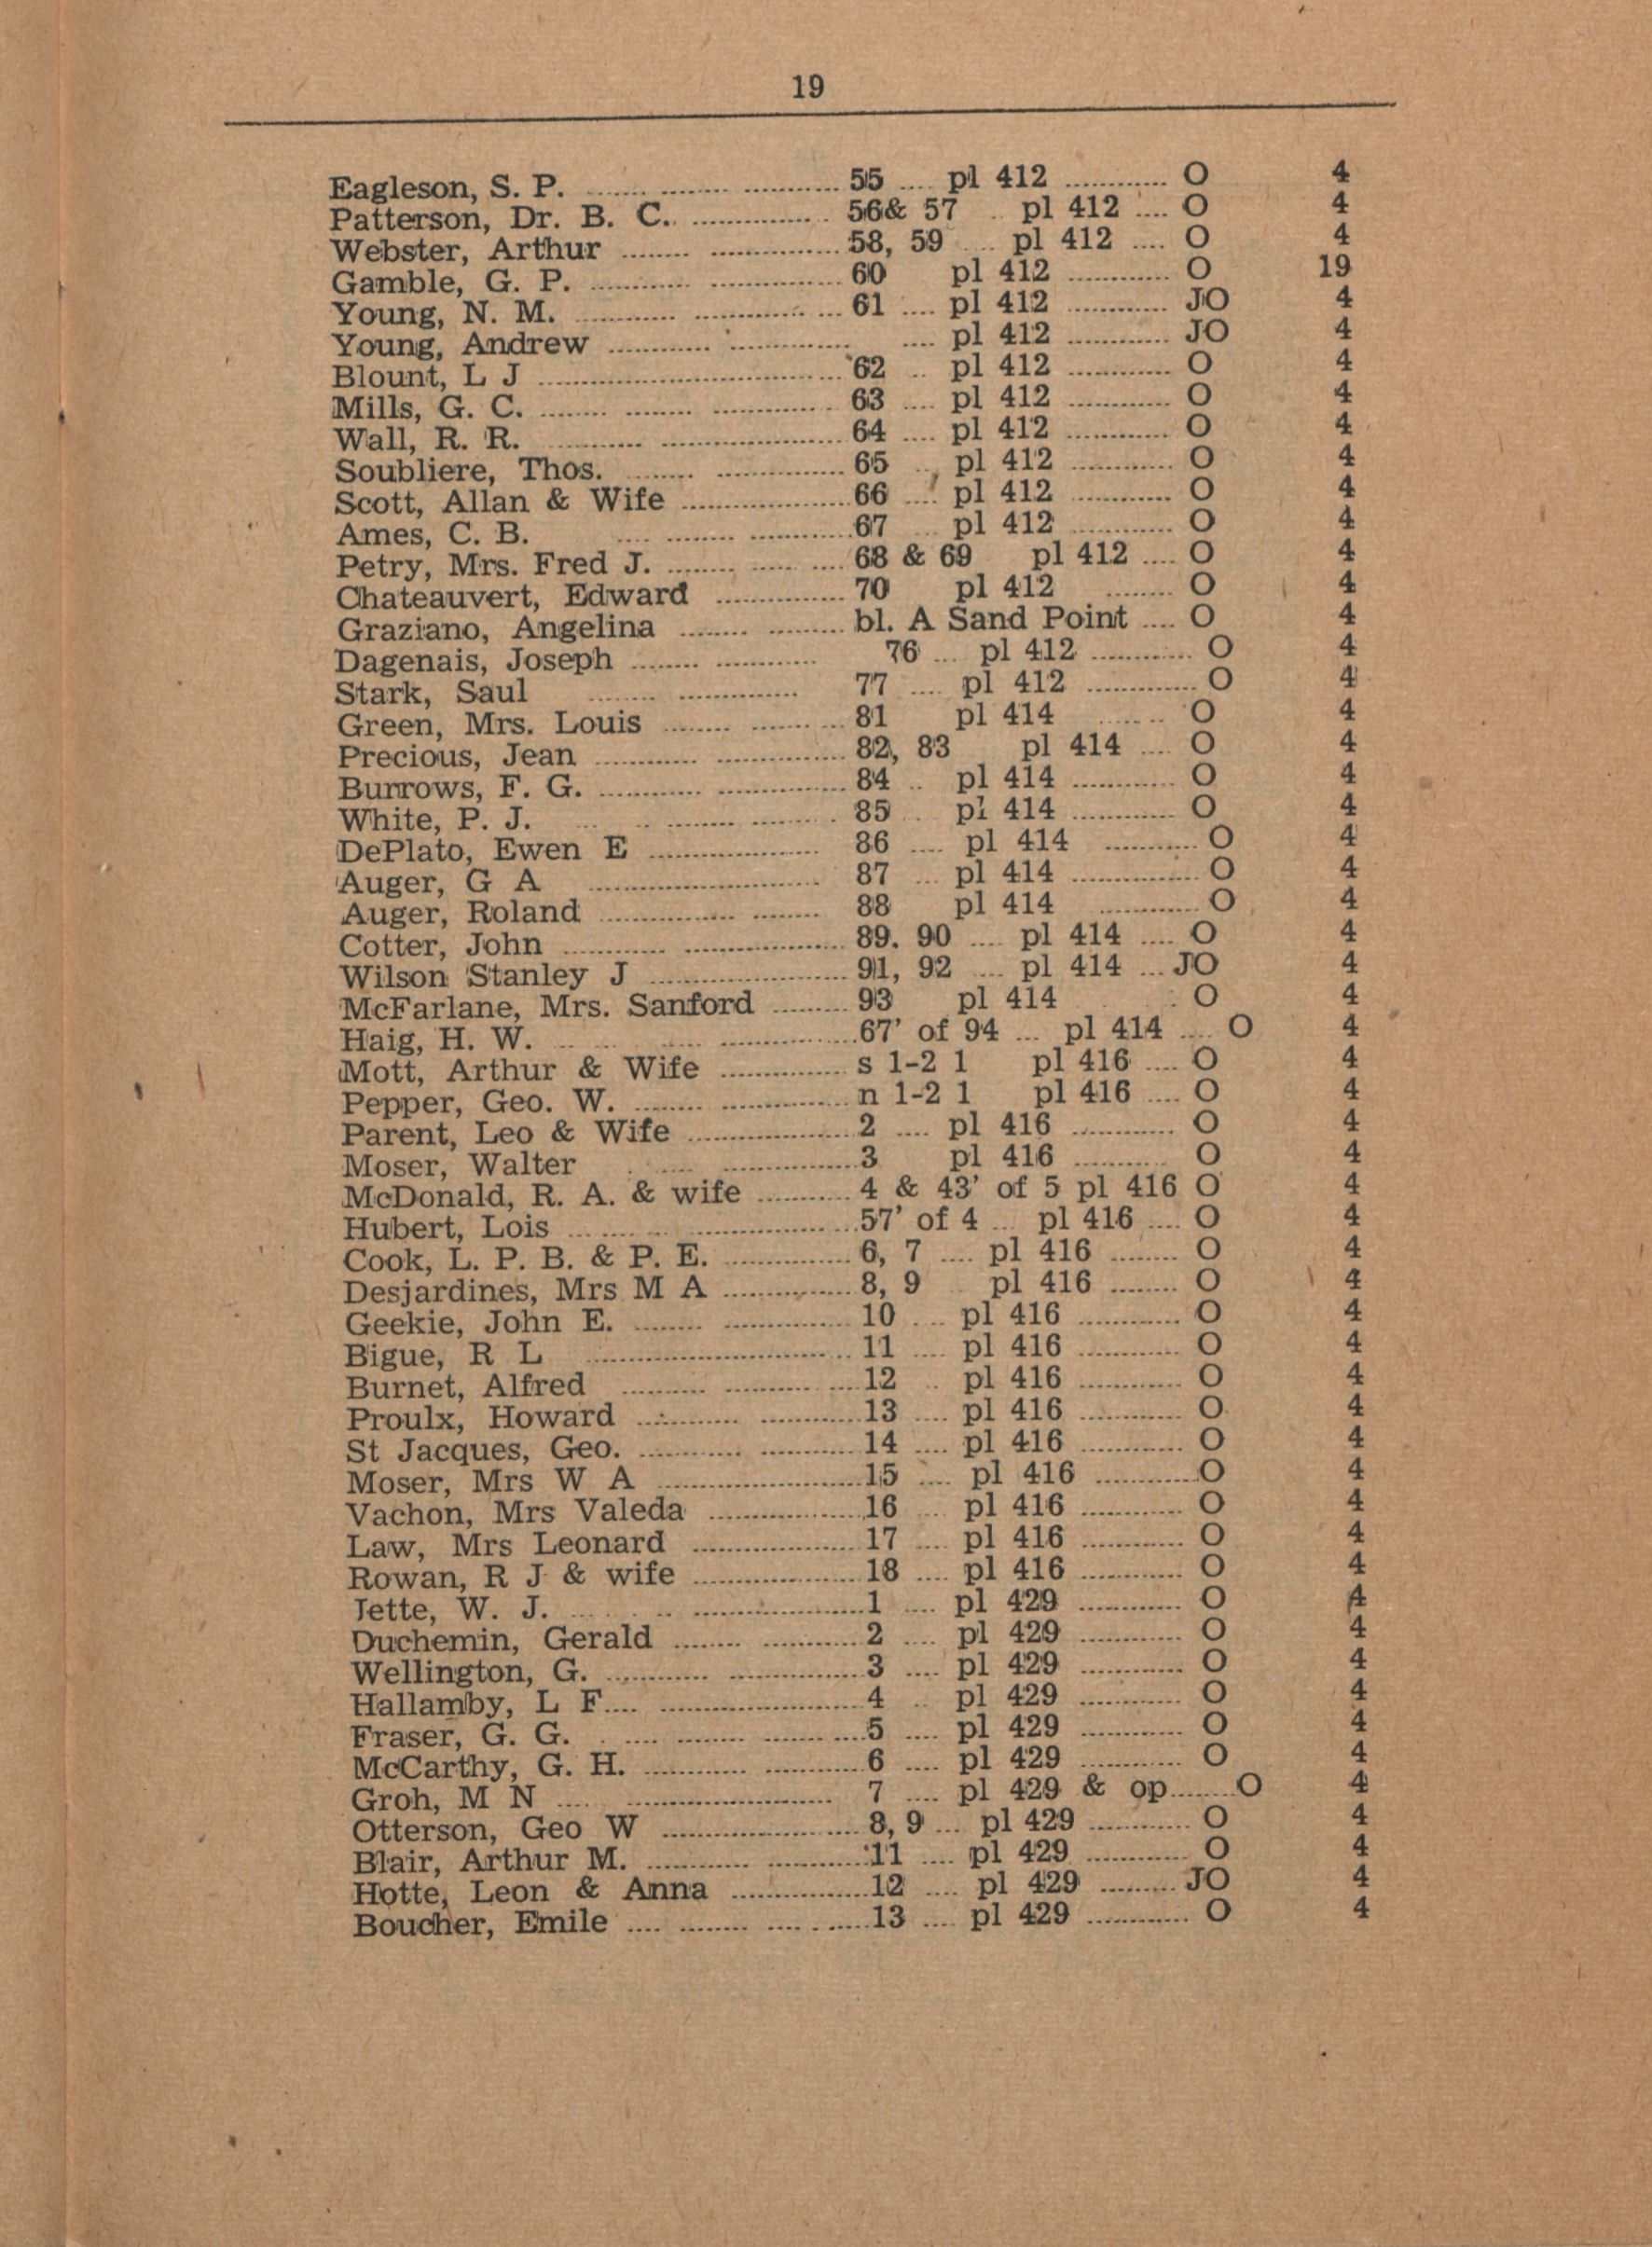 19
Eagleson, S. P. .... 55 .... pl 412 .... O 4
Patterson, Dr. B. C. .... 56& 57 .. pl 412 .... O 4
Webster, Arthur .... 58, 59 .... pl 412 .... O 4
Gamble, G. P. .... 60 pl 412 .... O 19
Young, N. M. .... 61 .... pl 412 .... JO 4
Young, Andrew .... pl 412 .... JO 4
Blount, L J .... 62 .. pl 412 .... O 4
Mills, G. C. .... 63 .... pl 412 .... O 4
Wall, R. R. .... 64 .... pl 412 .... O 4
Soubliere, Thos. .... 65 .. pl 412 .... O 4
Scott, Allan & Wife .... 66 .... pl 412 .... O 4
Ames, C. B. .... 67 ... pl 412 .... O 4
Petry, Mrs. Fred J. .... 68 & 69 pl 412 .... O 4
Chateauvert, Edward .... 70 pl 412 .... O 4
Graziano, Angelina .... bl. A Sand Point .... O 4
Dagenais, Joseph .... 76 ... pl 412 .... O 4
Stark, Saul .... 77 .... pl 412 .... O 4
Green, Mrs. Louis .... 81 pl 414 .... O 4
Precious, Jean .... 82, 83 pl 414 .... O 4
Burrows, F. G. .... 84 .. pl 414 .... O 4
White, P. J. .... 85 .. pl 414 .... O 4
DePlato, Ewen E .... 86 .... pl 414 .... O 4
Auger, G A .... 87 ... pl 414 .... O 4
Auger, Roland .... 88 pl 414 .... O 4
Cotter, John .... 89. 90 .... pl 414 .... O 4
Wilson Stanley J .... 91, 92 .... pl 414 ... JO 4
McFarlane, Mrs. Sanford .... 93 pl 414 O 4
Haig, H. W. .... 67' of 94 ... pl 414 .... O 4
Mott, Arthur & Wife .... s 1-2 1 pl 416 .... O 4
Pepper, Geo. W. .... n 1-2 1 pl 416 .... O 4
Parent, Leo & Wife .... 2 .... pl 416 .... O 4
Moser, Walter .... 3 pl 416 .... O 4
McDonald, R. A. & wife .... 4 & 43' of 5 pl 416 O 4
Hubert, Lois .... 57' of 4 ... pl 416 .... O 4
Cook, L. P. B. & P. E. .... 6, 7 .... pl 416 .... O 4
Desjardines, Mrs M A .... 8, 9 pl 416 .... O 4
Geekie, John E. .... 10 .... pl 416 .... O 4
Bigue, R L .... 11 .... pl 416 .... O 4
Burnet, Alfred .... 12 .. pl 416 .... O 4
Proulx, Howard .... 13 .... pl 416 .... O 4
St Jacques, Geo. .... 14 .... pl 416 .... O 4
Moser, Mrs W A .... 15 .... pl 416 .... O 4
Vachon, Mrs Valeda .... 16 .... pl 416 .... O 4
Law, Mrs Leonard .... 17 .... pl 416 .... O 4
Rowan, R J & wife .... 18 .... pl 416 .... O 4
Jette, W. J. .... 1 .... pl 429 .... O 4
Duchemin, Gerald .... 2 .... pl 429 .... O 4
Wellington, G. .... 3 .... pl 429 .... O 4
Hallamby, L F.... .... 4 .. pl 429 .... O 4
Fraser, G. G. .... 5 .... pl 429 .... O 4
McCarthy, G. H. .... 6 .... pl 429 .... O 4
Groh, M N .... 7 .... pl 429 & op .... O 4
Otterson, Geo W .... 8, 9 .... pl 429 .... O 4
Blair, Arthur M. .... 11 .... pl 429 .... O 4
Hotte, Leon & Anna .... 12 .... pl 429 .... JO 4
Boucher, Emile .... 13 .... pl 429 .... O 4